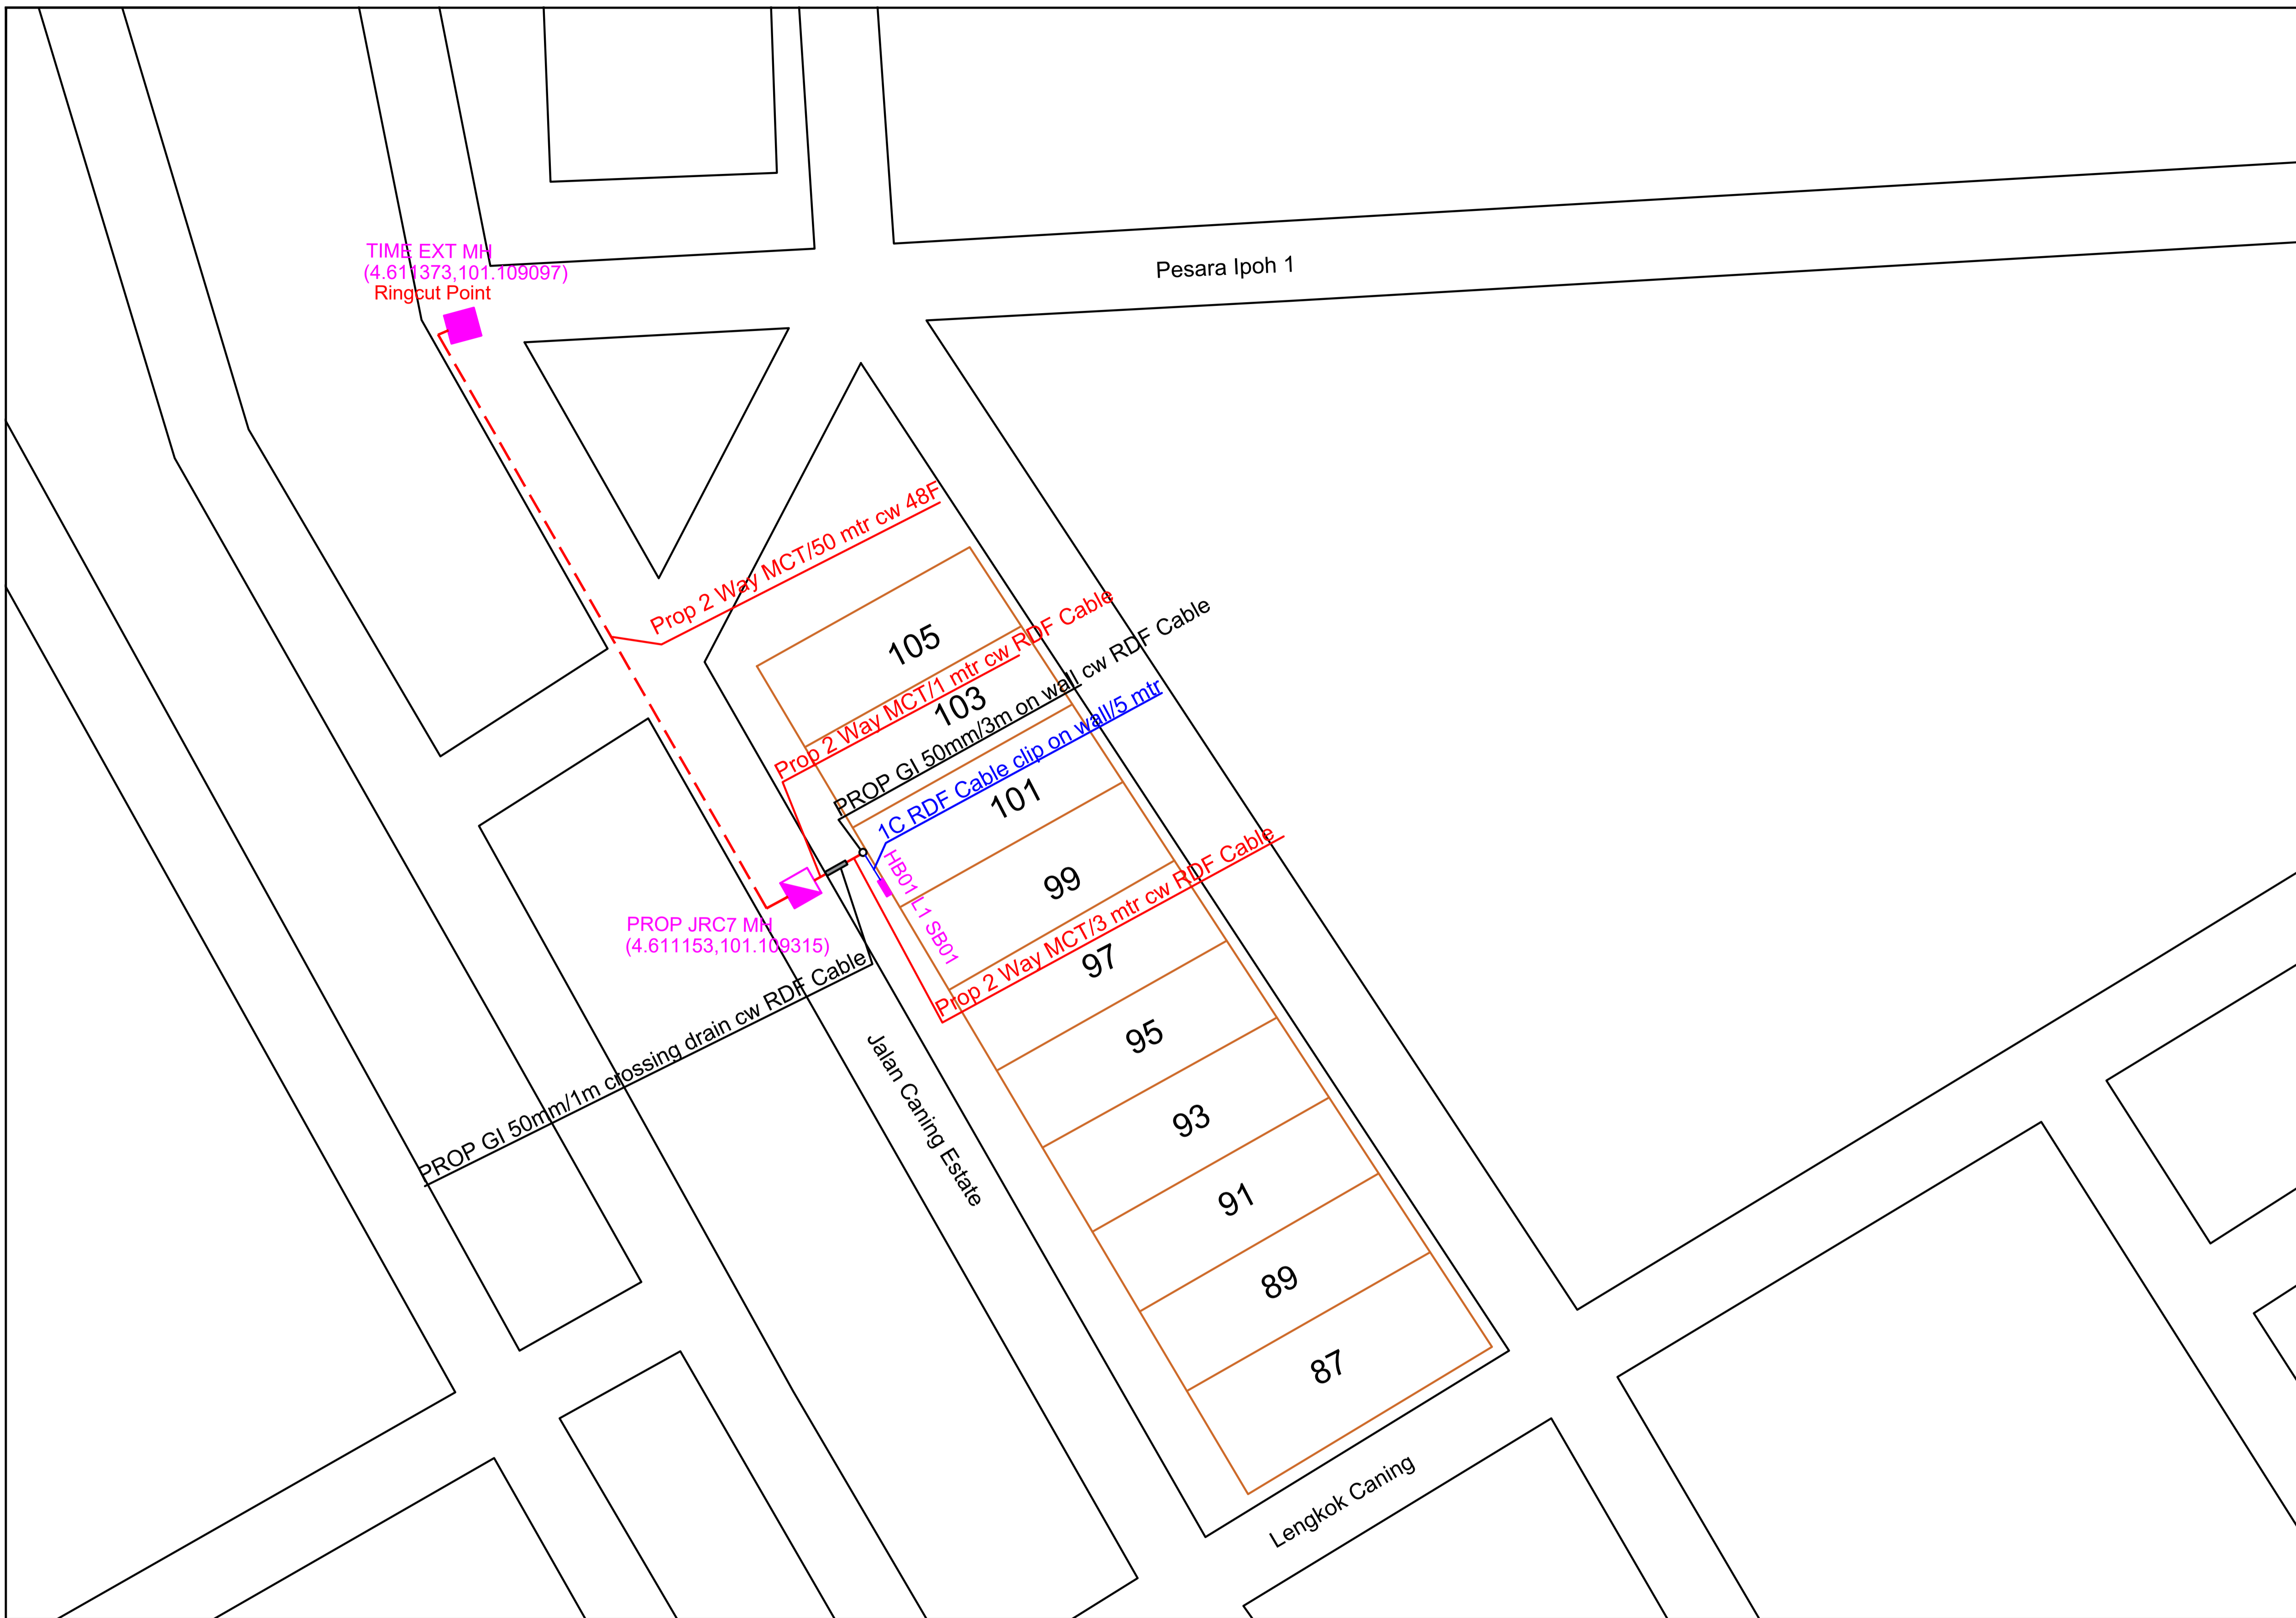 TIME EXT MH
(4.611373,101.109097)
Ringcut Point
Pesara Ipoh 1
Prop 2 Way MCT/50 mtr cw 48F
105
Prop 2 Way MCT/1 mtr cw RDF Cable
103
PROP GI 50mm/3m on wall cw RDF Cable
1C RDF Cable clip on wall/5 mtr
101
HB01 L1 SB01
99
Prop 2 Way MCT/3 mtr cw RDF Cable
PROP JRC7 MH
(4.611153,101.109315)
97
PROP GI 50mm/1m crossing drain cw RDF Cable
95
Jalan Caning Estate
93
91
89
87
Lengkok Caning